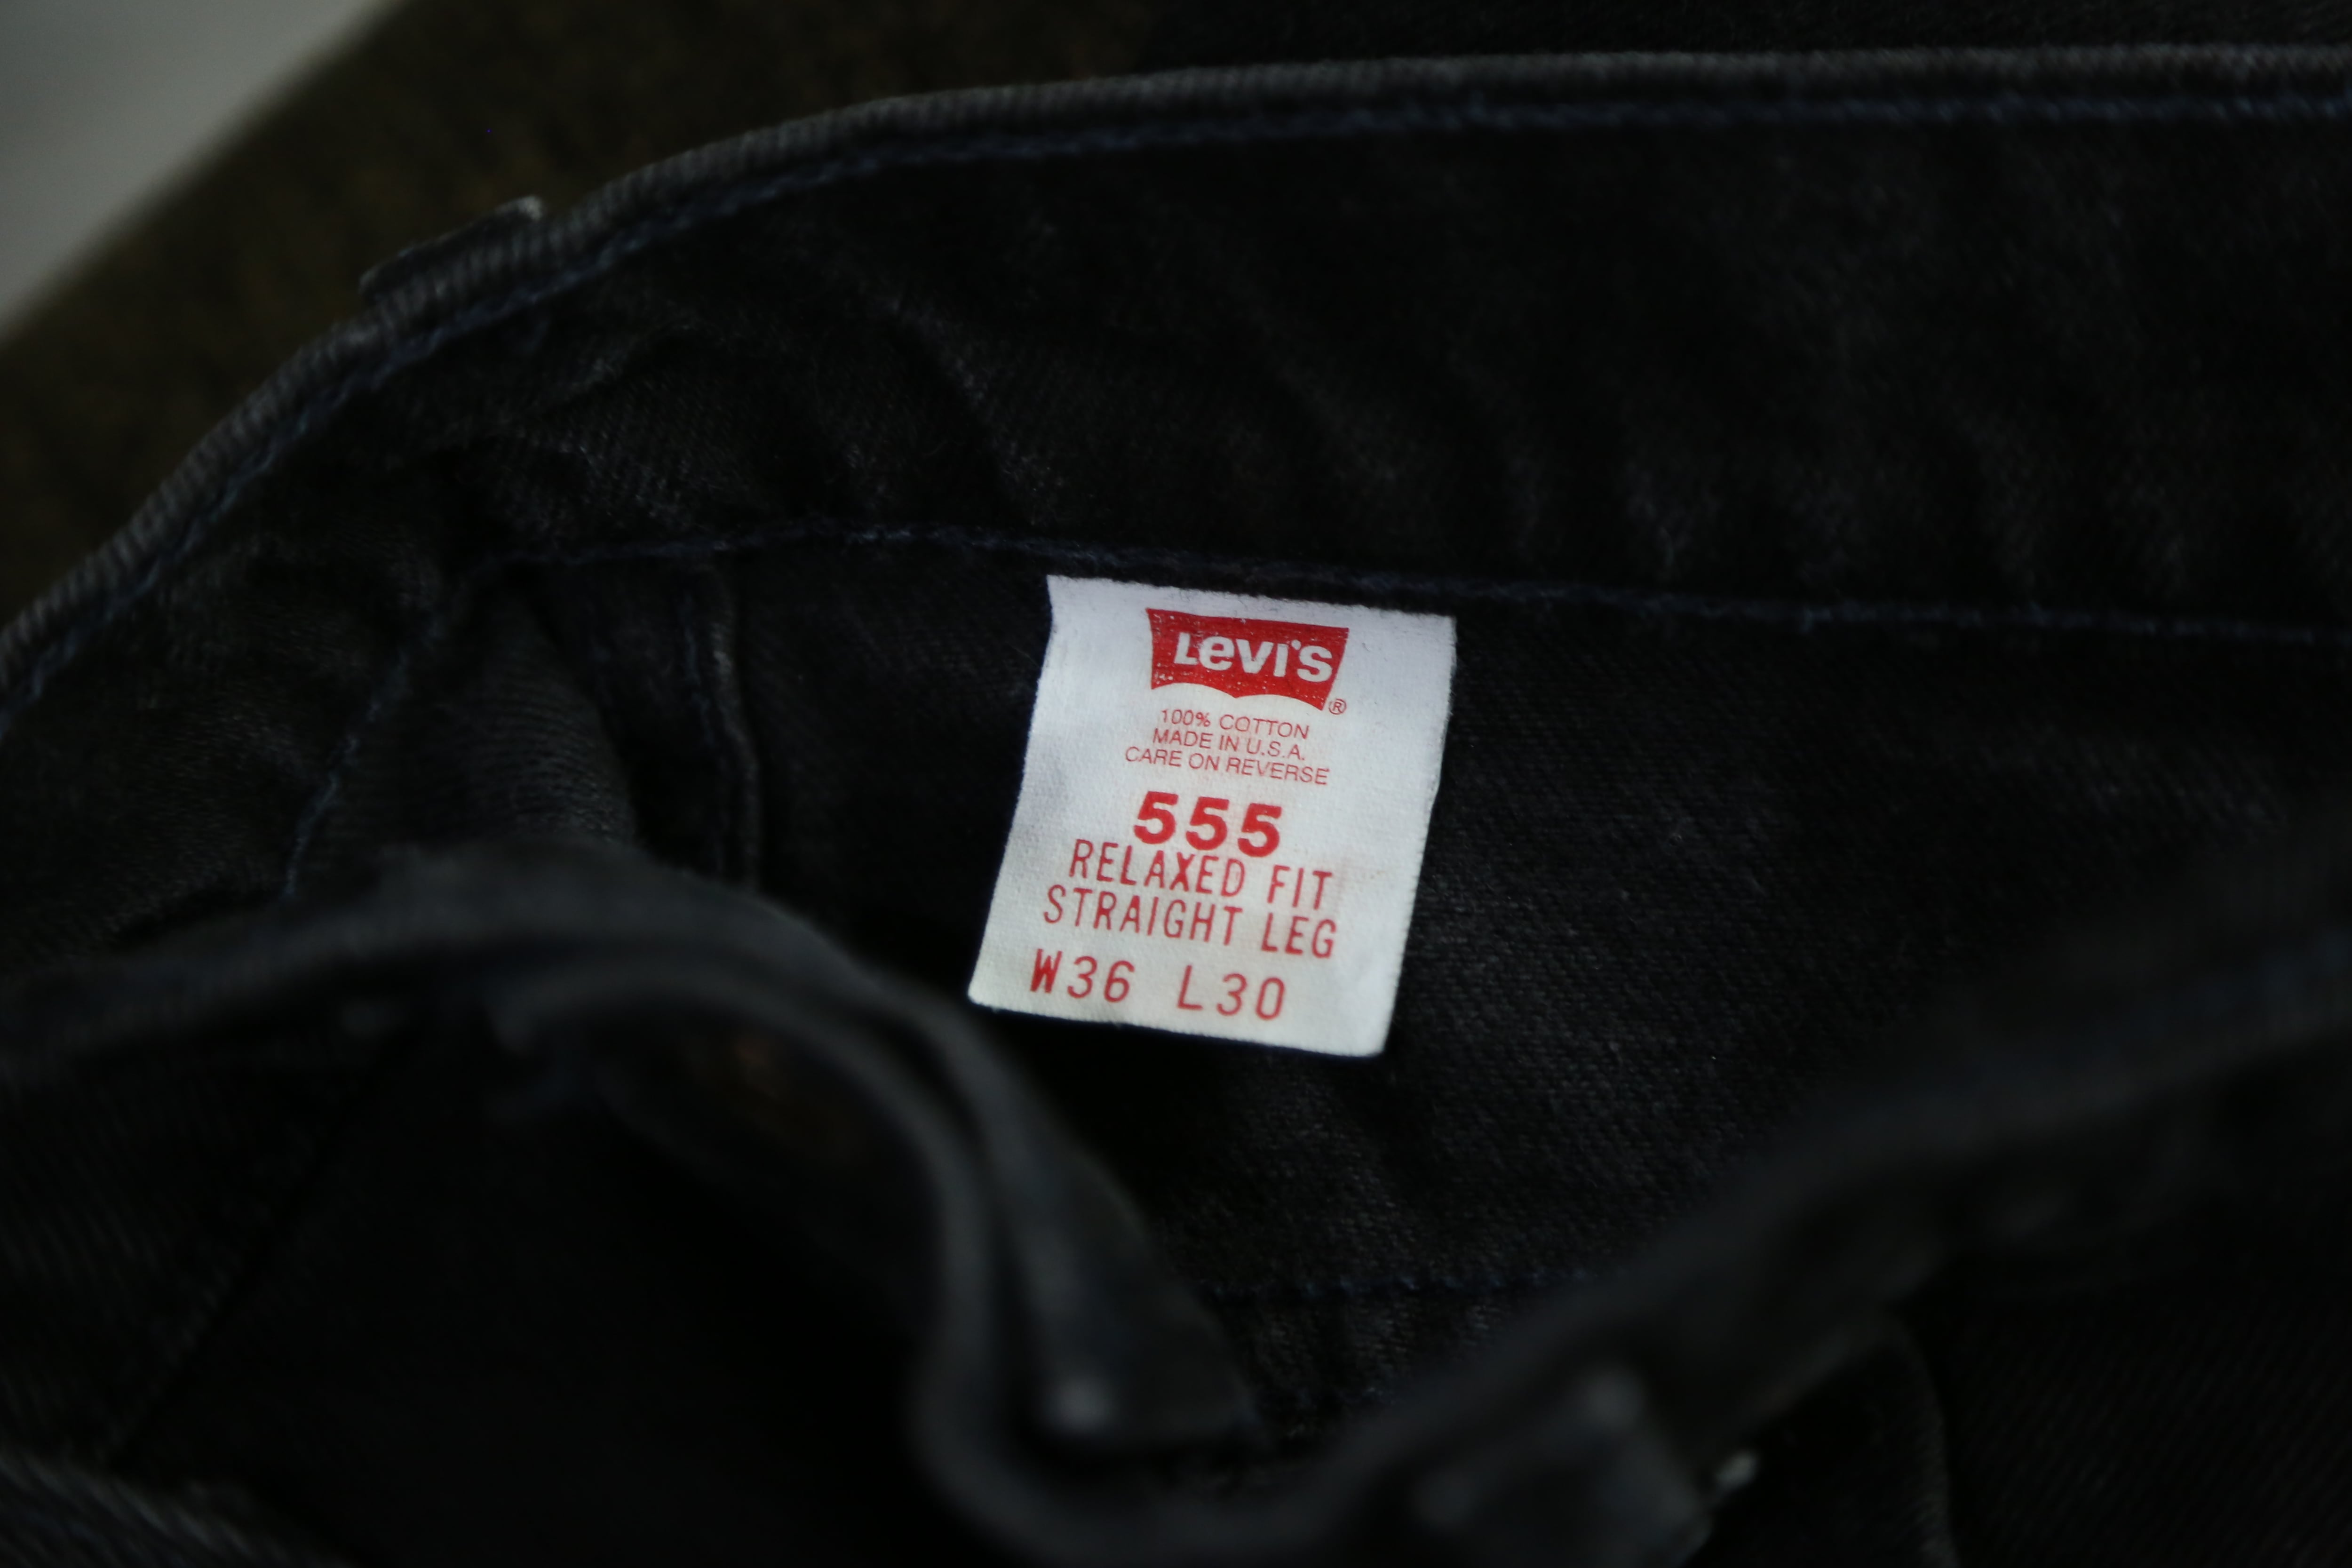 Levi's®
100% COTTON
MADE IN U.S.A.
CARE ON REVERSE
555
RELAXED FIT
STRAIGHT LEG
W36 L30